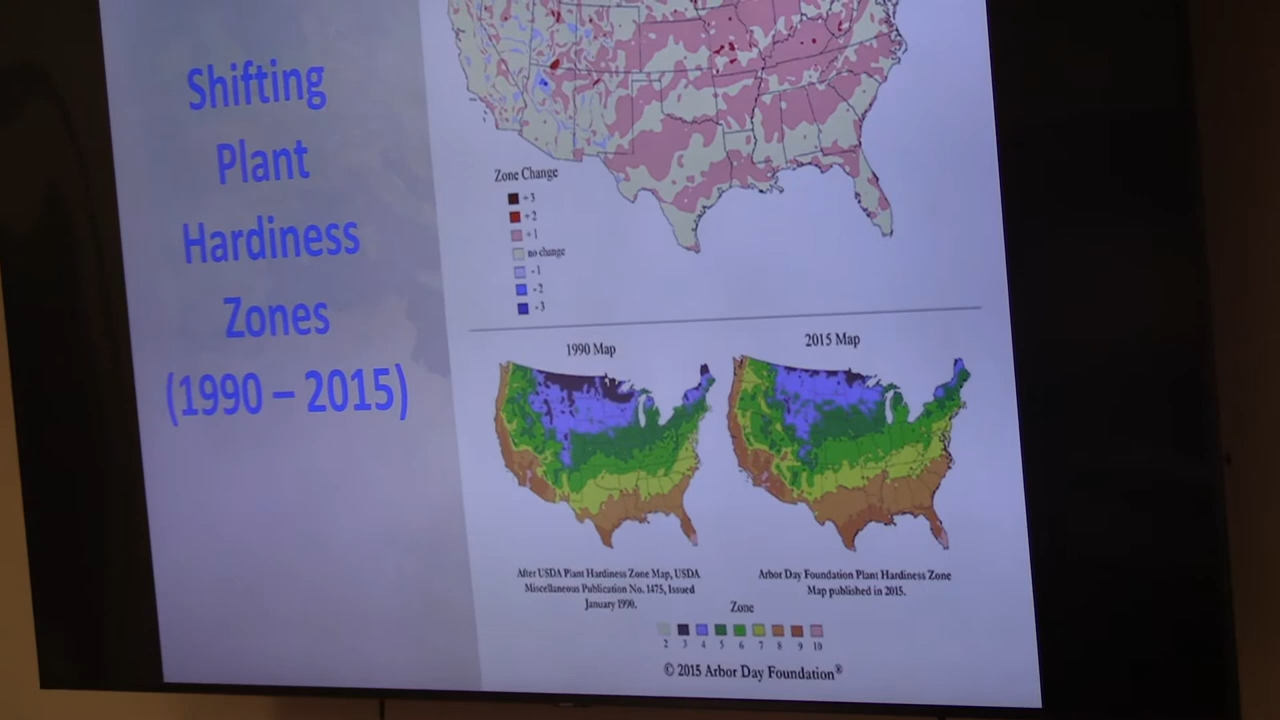 Shifting
Plant
Hardiness
Zones
(1990 – 2015)
Zone Change
+3
+2
+1
no change
-1
-2
-3
1990 Map
2015 Map
After USDA Plant Hardiness Zone Map, USDA
Miscellaneous Publication No. 1475, Issued
January 1990.
Arbor Day Foundation Plant Hardiness Zone
Map published in 2015.
Zone
2 3 4 5 6 7 8 9 10
© 2015 Arbor Day Foundation®